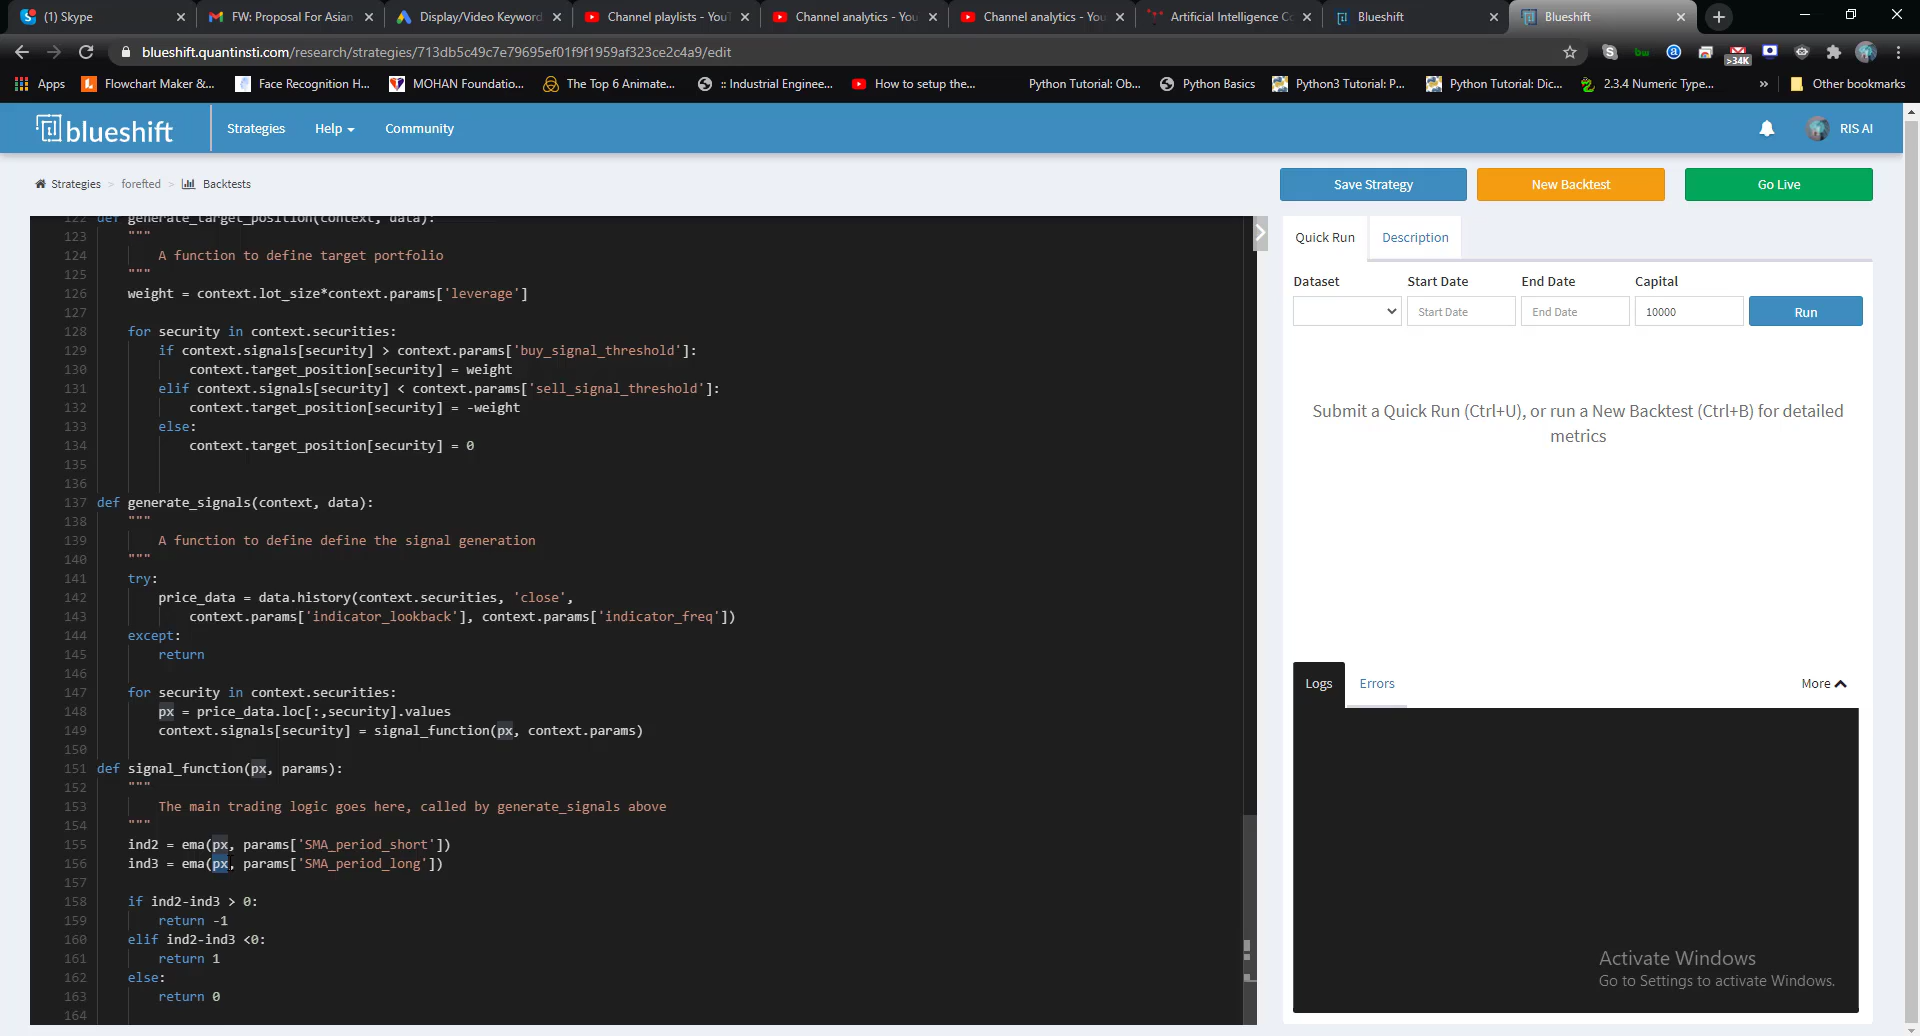 (1) Skype
FW: Proposal For Asian
Display/Video Keyword
Channel playlists - You
Channel analytics - You
Channel analytics - You
Artificial Intelligence Co
Blueshift
Blueshift
blueshift.quantinsti.com/research/strategies/713db5c49c7e79695ef01f9f1959af323ce2c4a9/edit
>34K
Apps
Flowchart Maker &...
Face Recognition H...
MOHAN Foundatio...
The Top 6 Animate...
:: Industrial Enginee...
How to setup the...
Python Tutorial: Ob...
Python Basics
Python3 Tutorial: P...
Python Tutorial: Dic...
2.3.4 Numeric Type...
»
Other bookmarks
blueshift
Strategies
Help
Community
RIS AI
Strategies > forefted > Backtests
Save Strategy
New Backtest
Go Live
122 def generate_target_position(context, data):
123 """
124 A function to define target portfolio
125 """
126 weight = context.lot_size*context.params['leverage']
127
128 for security in context.securities:
129 if context.signals[security] > context.params['buy_signal_threshold']:
130 context.target_position[security] = weight
131 elif context.signals[security] < context.params['sell_signal_threshold']:
132 context.target_position[security] = -weight
133 else:
134 context.target_position[security] = 0
135
136
137 def generate_signals(context, data):
138 """
139 A function to define define the signal generation
140 """
141 try:
142 price_data = data.history(context.securities, 'close',
143 context.params['indicator_lookback'], context.params['indicator_freq'])
144 except:
145 return
146
147 for security in context.securities:
148 px = price_data.loc[:,security].values
149 context.signals[security] = signal_function(px, context.params)
150
151 def signal_function(px, params):
152 """
153 The main trading logic goes here, called by generate_signals above
154 """
155 ind2 = ema(px, params['SMA_period_short'])
156 ind3 = ema(px, params['SMA_period_long'])
157
158 if ind2-ind3 > 0:
159 return -1
160 elif ind2-ind3 <0:
161 return 1
162 else:
163 return 0
164
Quick Run
Description
Dataset
Start Date
End Date
Capital
Start Date
End Date
10000
Run
Submit a Quick Run (Ctrl+U), or run a New Backtest (Ctrl+B) for detailed
metrics
Logs
Errors
More
Activate Windows
Go to Settings to activate Windows.